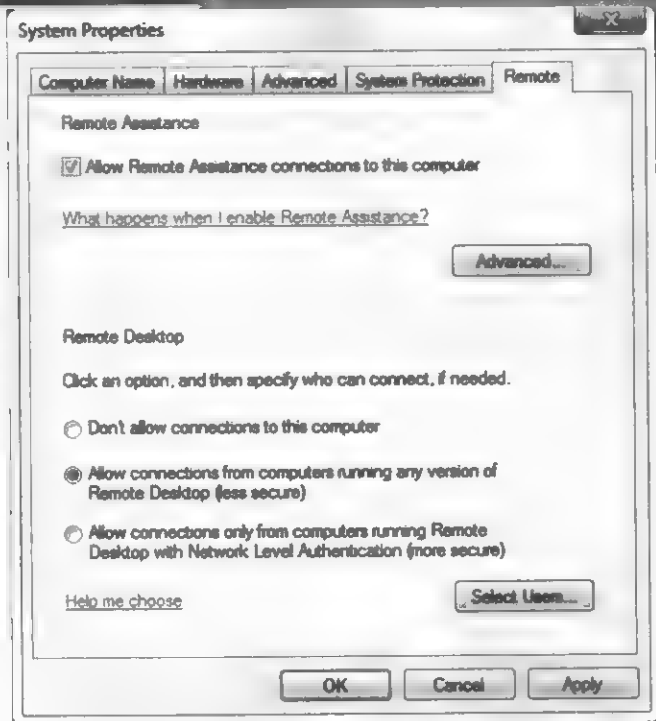 System Properties
Computer Name
Hardware
Advanced
System Protection
Remote
Remote Assistance
Allow Remote Assistance connections to this computer
What happens when I enable Remote Assistance?
Advanced...
Remote Desktop
Click an option, and then specify who can connect, if needed.
Don't allow connections to this computer
Allow connections from computers running any version of
Remote Desktop (less secure)
Allow connections only from computers running Remote
Desktop with Network Level Authentication (more secure)
Help me choose
Select Users...
OK
Cancel
Apply